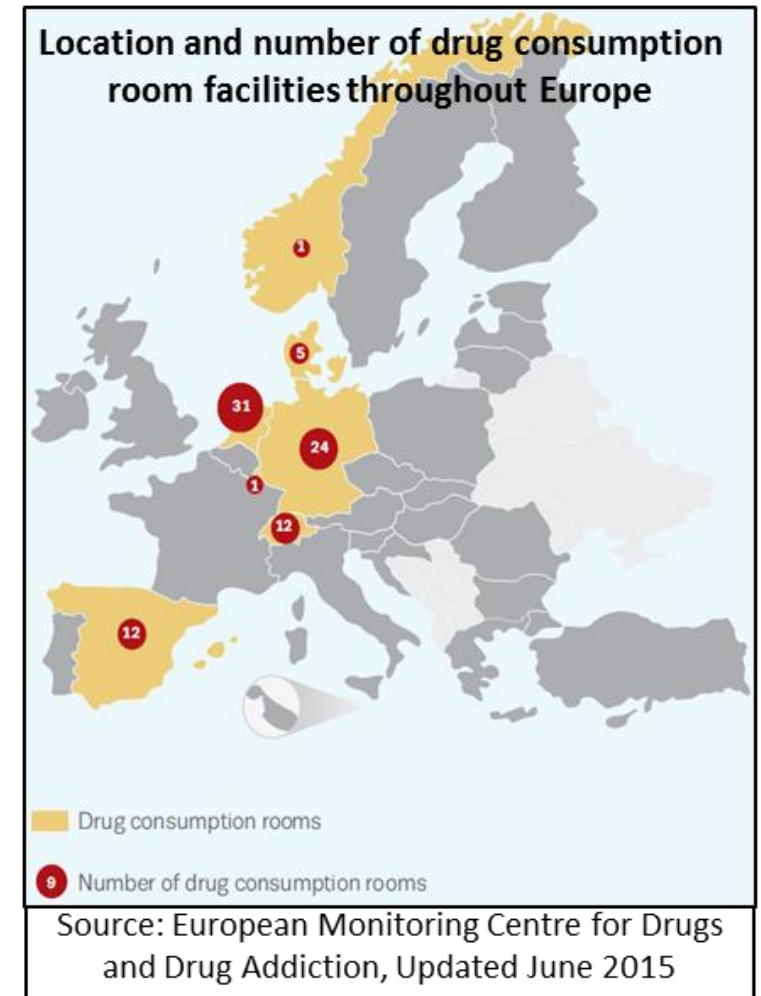 Location and number of drug consumption
room facilities throughout Europe
1
5
31
24
1
12
12
Drug consumption rooms
9 Number of drug consumption rooms
Source: European Monitoring Centre for Drugs
and Drug Addiction, Updated June 2015